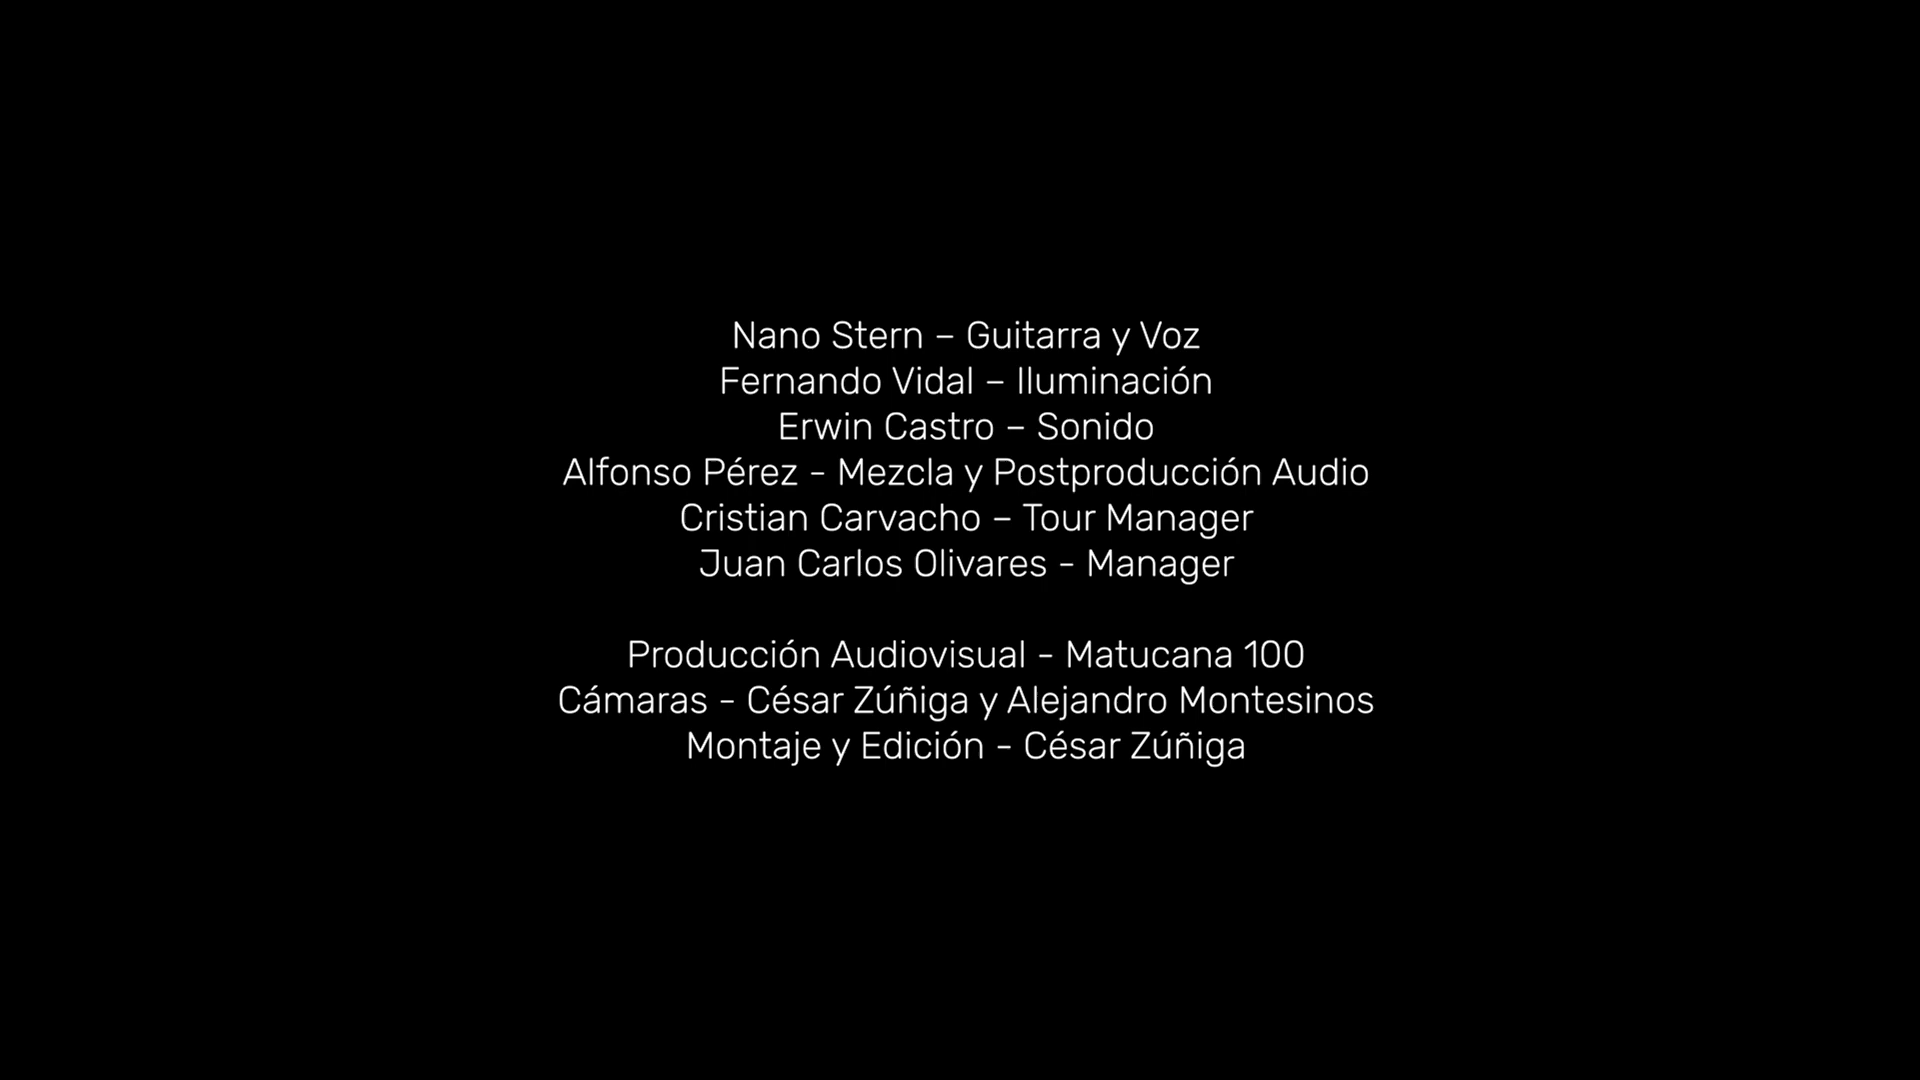 Nano Stern – Guitarra y Voz
Fernando Vidal – Iluminación
Erwin Castro – Sonido
Alfonso Pérez - Mezcla y Postproducción Audio
Cristian Carvacho – Tour Manager
Juan Carlos Olivares - Manager
Producción Audiovisual - Matucana 100
Cámaras - César Zúñiga y Alejandro Montesinos
Montaje y Edición - César Zúñiga